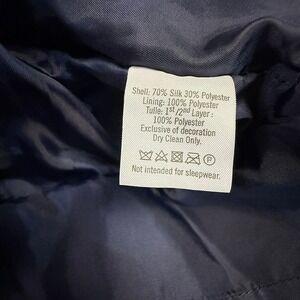 Shell: 70% Silk 30% Polyester
Lining: 100% Polyester
Tulle: 1st/2nd Layer:
100% Polyester
Exclusive of decoration
Dry Clean Only.
P
Not intended for sleepwear.